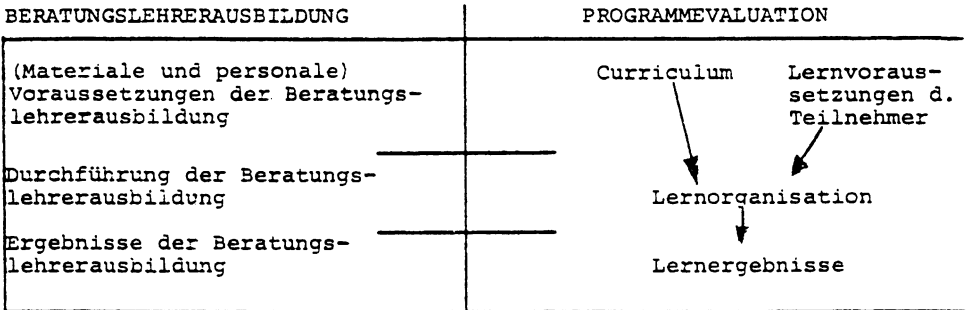 BERATUNGSLEHRERAUSBILDUNG
PROGRAMMEVALUATION
(Materiale und personale)
Voraussetzungen der Beratungs-
lehrerausbildung
Curriculum
Lernvoraus-
setzungen d.
Teilnehmer
Durchführung der Beratungs-
lehrerausbildung
Lernorganisation
Ergebnisse der Beratungs-
lehrerausbildung
Lernergebnisse